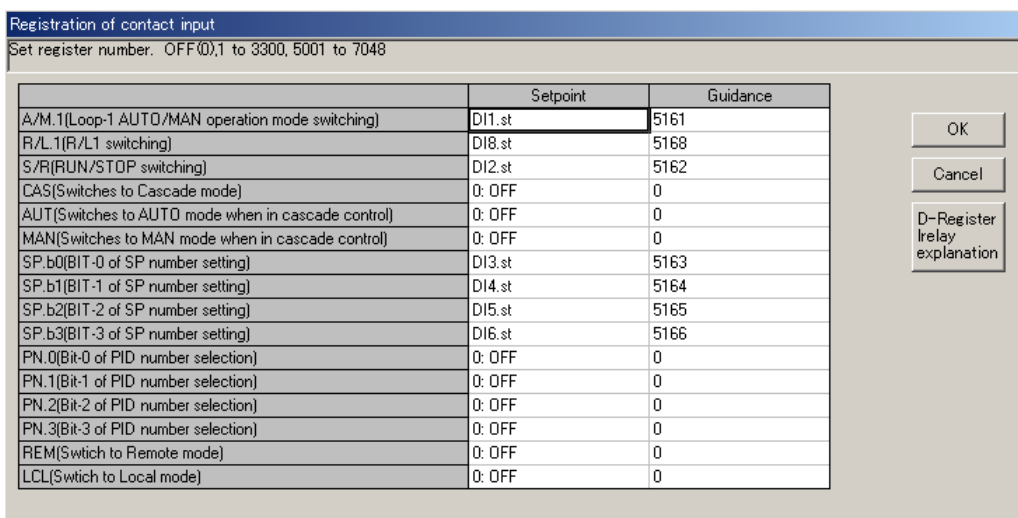 Registration of contact input
Set register number.  OFF(0),1 to 3300, 5001 to 7048
Setpoint Guidance
A/M.1(Loop-1 AUTO/MAN operation mode switching) DI1.st 5161
R/L.1(R/L1 switching) DI8.st 5168
S/R(RUN/STOP switching) DI2.st 5162
CAS(Switches to Cascade mode) 0: OFF 0
AUT(Switches to AUTO mode when in cascade control) 0: OFF 0
MAN(Switches to MAN mode when in cascade control) 0: OFF 0
SP.b0(BIT-0 of SP number setting) DI3.st 5163
SP.b1(BIT-1 of SP number setting) DI4.st 5164
SP.b2(BIT-2 of SP number setting) DI5.st 5165
SP.b3(BIT-3 of SP number setting) DI6.st 5166
PN.0(Bit-0 of PID number selection) 0: OFF 0
PN.1(Bit-1 of PID number selection) 0: OFF 0
PN.2(Bit-2 of PID number selection) 0: OFF 0
PN.3(Bit-3 of PID number selection) 0: OFF 0
REM(Swtich to Remote mode) 0: OFF 0
LCL(Swtich to Local mode) 0: OFF 0
OK
Cancel
D-Register
Irelay
explanation